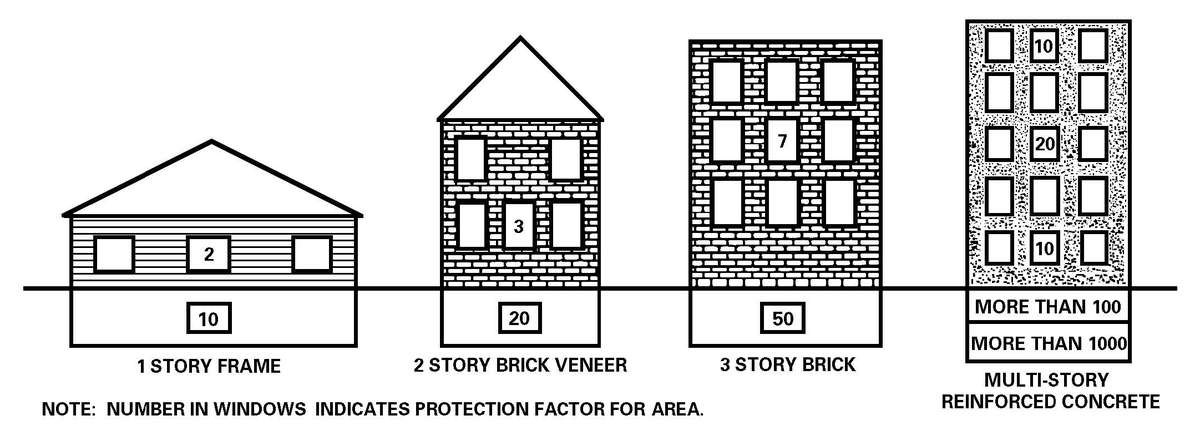 10
20
10
7
3
2
10
20
50
MORE THAN 100
MORE THAN 1000
1 STORY FRAME
2 STORY BRICK VENEER
3 STORY BRICK
MULTI-STORY
REINFORCED CONCRETE
NOTE: NUMBER IN WINDOWS INDICATES PROTECTION FACTOR FOR AREA.